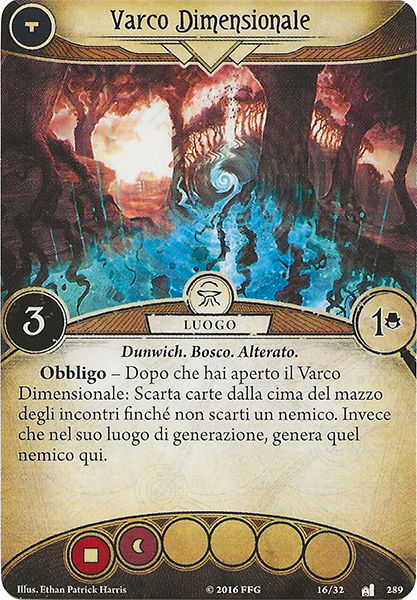 Varco Dimensionale
3
1
LUOGO
Dunwich. Bosco. Alterato.
Obbligo – Dopo che hai aperto il Varco
Dimensionale: Scarta carte dalla cima del mazzo
degli incontri finché non scarti un nemico. Invece
che nel suo luogo di generazione, genera quel
nemico qui.
Illus. Ethan Patrick Harris
© 2016 FFG
16/32
289